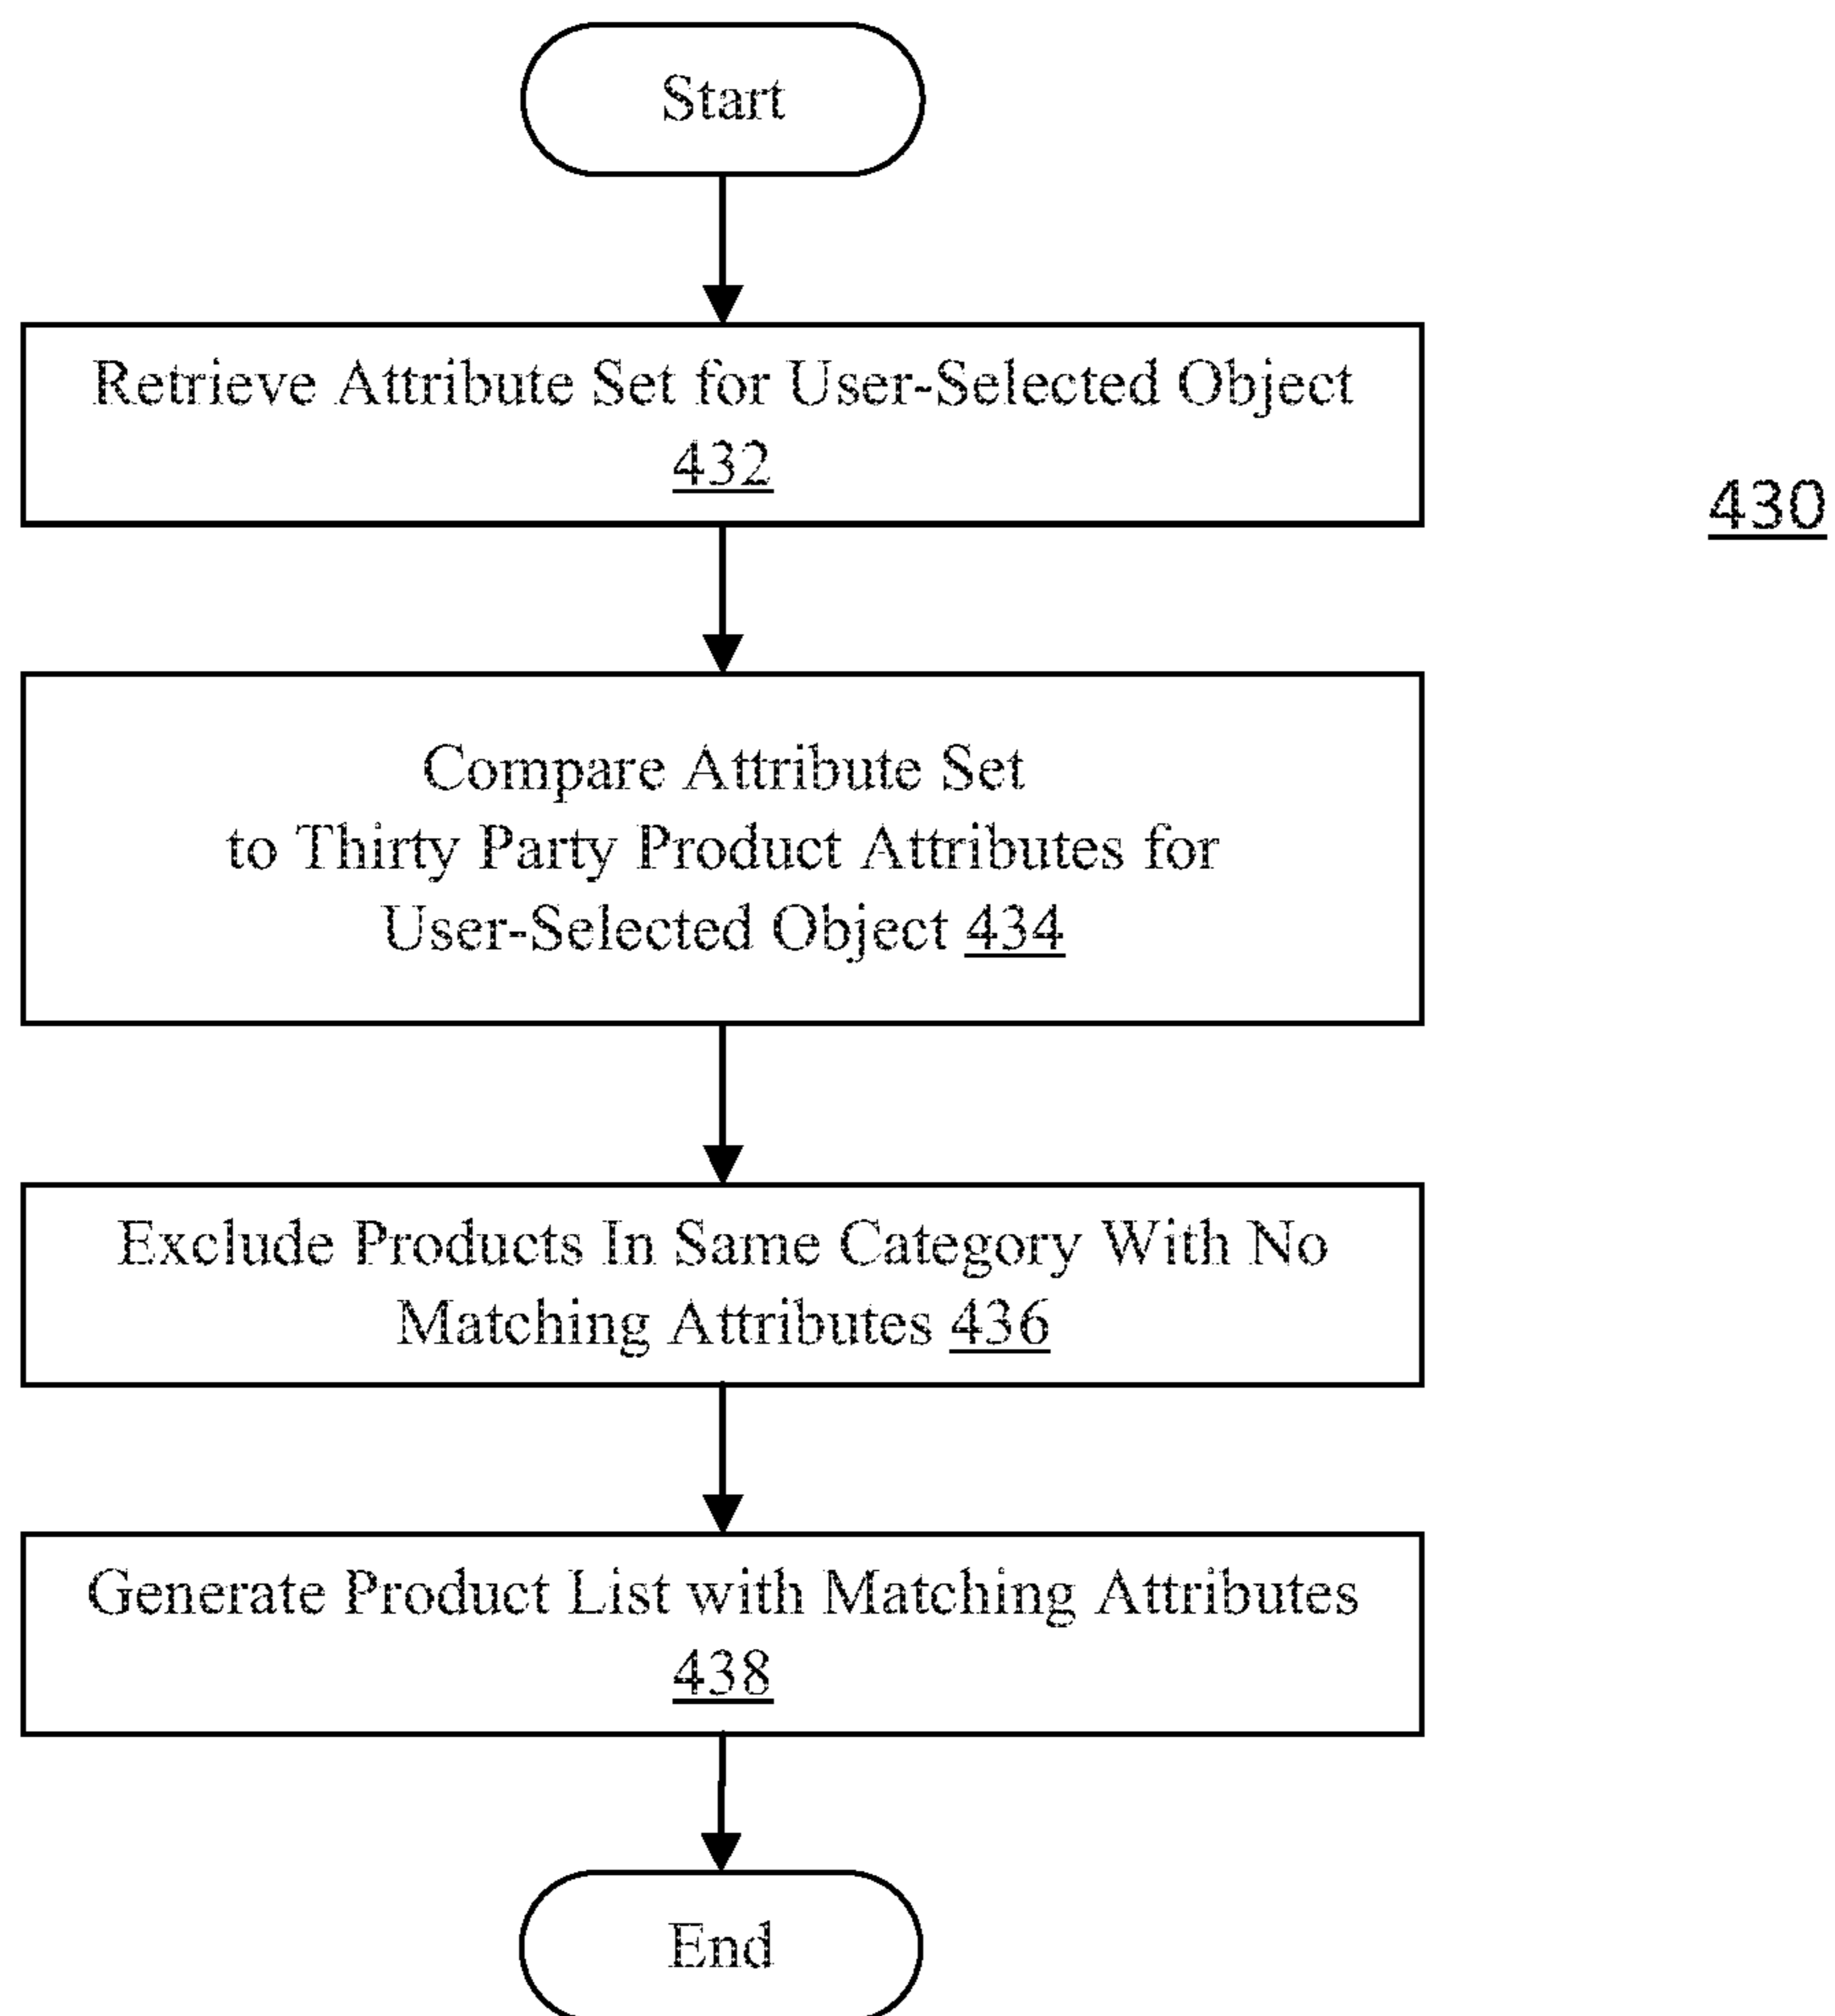 Start
Retrieve Attribute Set for User-Selected Object
432
430
Compare Attribute Set
to Thirty Party Product Attributes for
User-Selected Object 434
Exclude Products In Same Category With No
Matching Attributes 436
Generate Product List with Matching Attributes
438
End